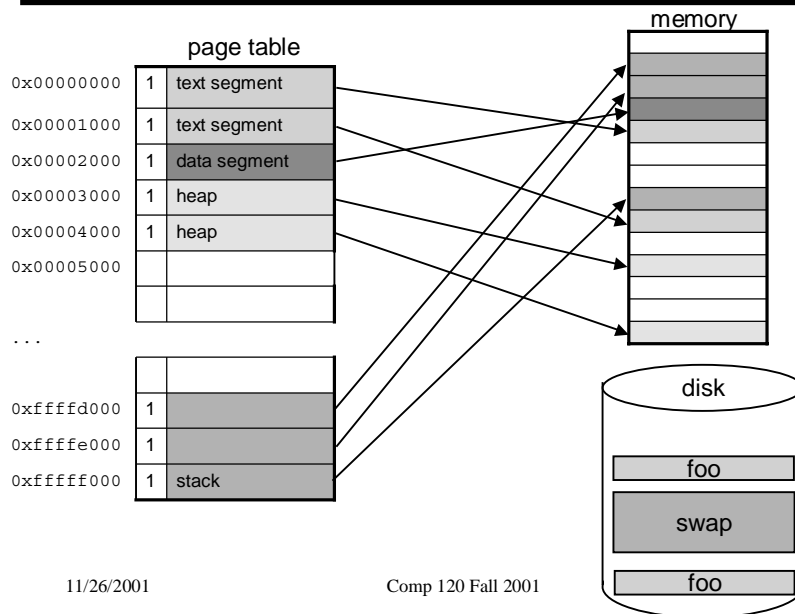 memory
page table
0x00000000 1 text segment
0x00001000 1 text segment
0x00002000 1 data segment
0x00003000 1 heap
0x00004000 1 heap
0x00005000
...
0xffffd000 1
0xffffe000 1
0xfffff000 1 stack
disk
foo
swap
foo
11/26/2001 Comp 120 Fall 2001